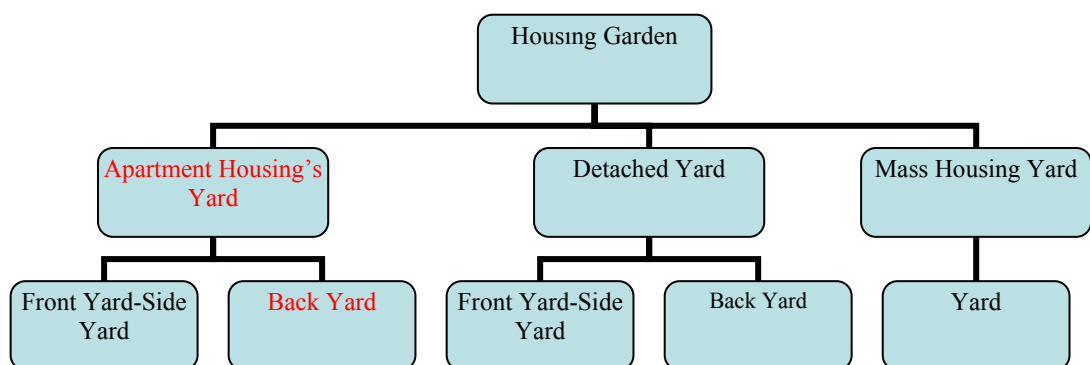 Housing Garden
Apartment Housing’s
Yard
Detached Yard
Mass Housing Yard
Front Yard-Side
Yard
Back Yard
Front Yard-Side
Yard
Back Yard
Yard